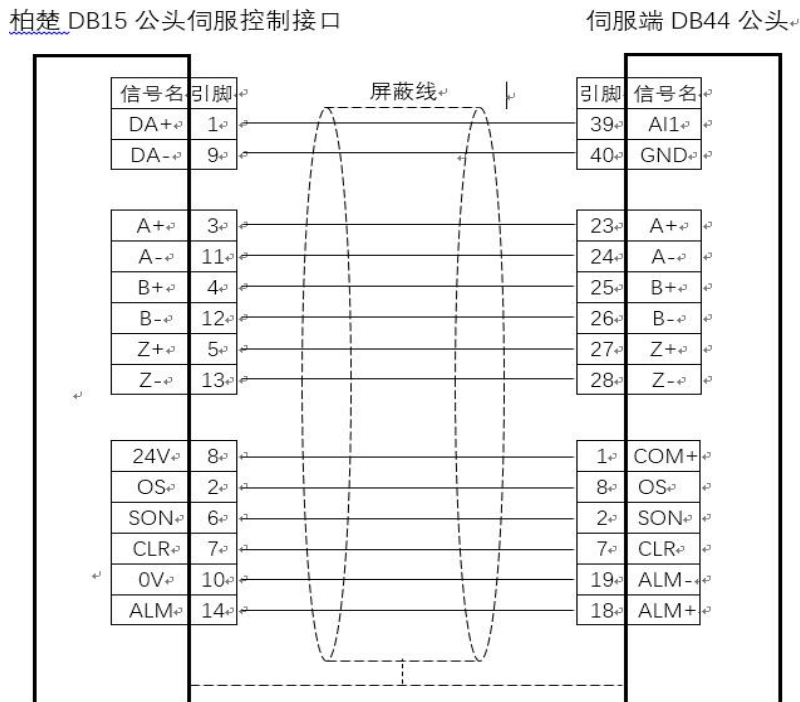 柏楚 DB15 公头伺服控制接口 伺服端 DB44 公头
屏蔽线
信号名 引脚 引脚 信号名
DA+ 1 39 AI1
DA- 9 40 GND
A+ 3 23 A+
A- 11 24 A-
B+ 4 25 B+
B- 12 26 B-
Z+ 5 27 Z+
Z- 13 28 Z-
24V 8 1 COM+
OS 2 8 OS
SON 6 2 SON
CLR 7 7 CLR
0V 10 19 ALM-
ALM 14 18 ALM+